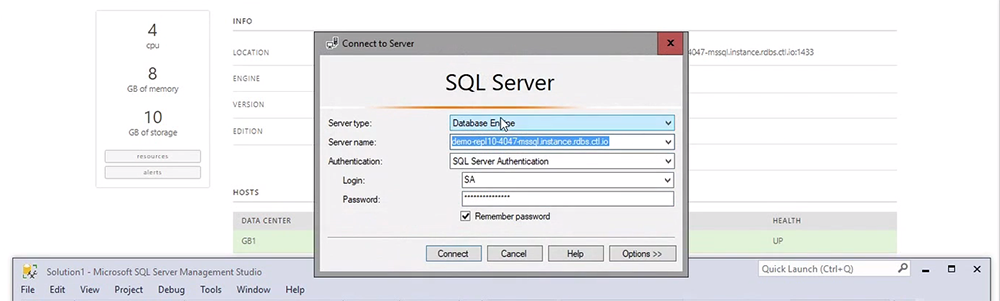 4
cpu
8
GB of memory
10
GB of storage
resources
alerts
INFO
LOCATION
4047-mssql.instance.rdbs.ctl.io:1433
ENGINE
VERSION
EDITION
HOSTS
DATA CENTER
HEALTH
GB1
UP
Connect to Server
SQL Server
Server type:
Database Engine
Server name:
demo-repl10-4047-mssql.instance.rdbs.ctl.io
Authentication:
SQL Server Authentication
Login:
SA
Password:
***************
Remember password
Connect
Cancel
Help
Options >>
Solution1 - Microsoft SQL Server Management Studio
Quick Launch (Ctrl+Q)
File Edit View Project Debug Tools Window Help